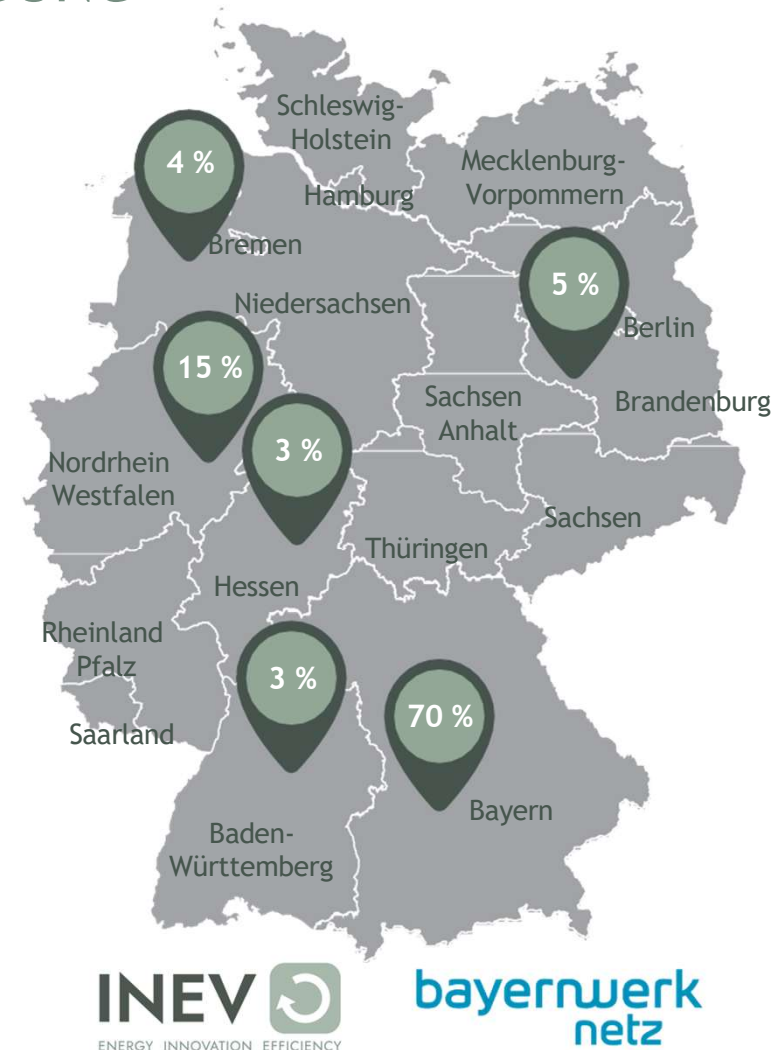 Schleswig-
Holstein
4 %
Mecklenburg-
Vorpommern
Hamburg
Bremen
5 %
Niedersachsen
Berlin
15 %
Sachsen
Anhalt
Brandenburg
3 %
Nordrhein
Westfalen
Sachsen
Thüringen
Hessen
Rheinland
Pfalz
3 %
70 %
Saarland
Bayern
Baden-
Württemberg
INEV
ENERGY INNOVATION EFFICIENCY
bayernwerk
netz